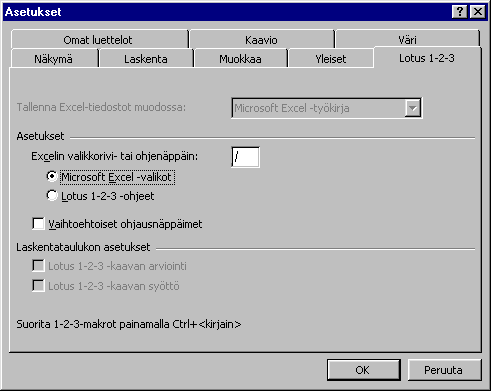 Asetukset
Omat luettelot Kaavio Väri
Näkymä Laskenta Muokkaa Yleiset Lotus 1-2-3
Tallenna Excel-tiedostot muodossa: Microsoft Excel -työkirja
Asetukset
Excelin valikkorivi- tai ohjenäppäin: /
Microsoft Excel -valikot
Lotus 1-2-3 -ohjeet
Vaihtoehtoiset ohjausnäppäimet
Laskentataulukon asetukset
Lotus 1-2-3 -kaavan arviointi
Lotus 1-2-3 -kaavan syöttö
Suorita 1-2-3-makrot painamalla Ctrl+<kirjain>
OK Peruuta